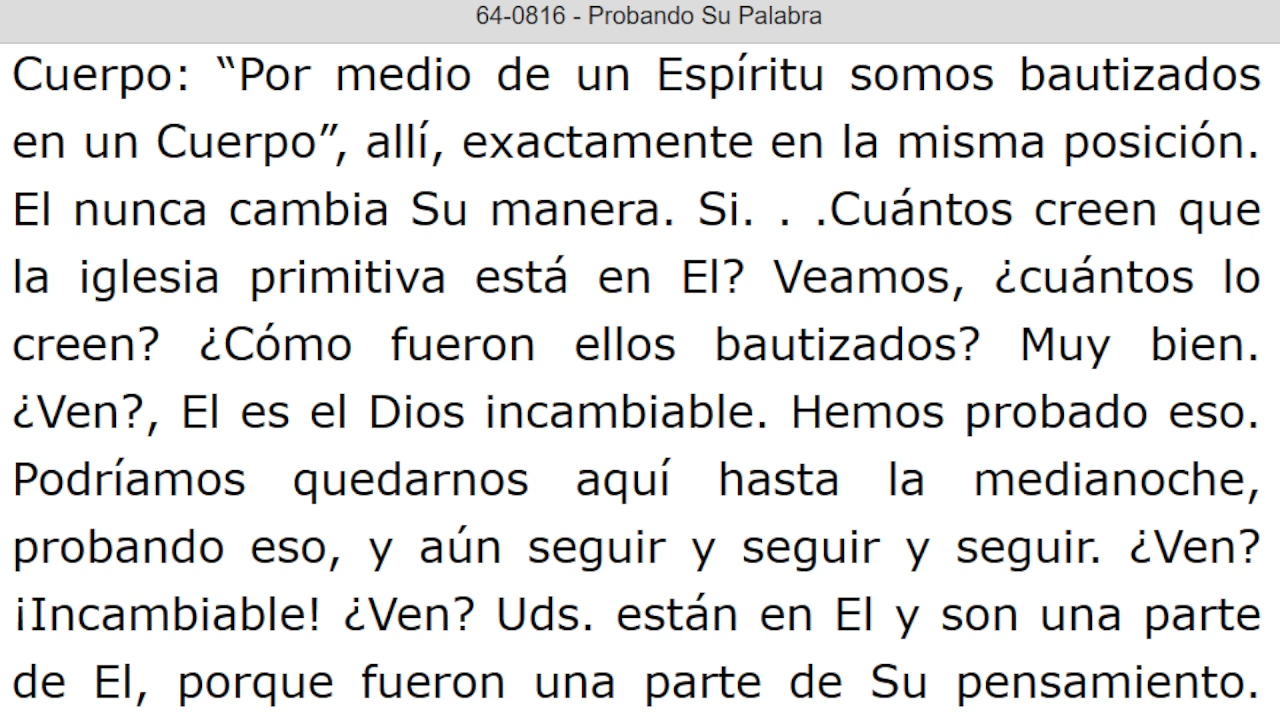 64-0816 - Probando Su Palabra
Cuerpo: “Por medio de un Espíritu somos bautizados
en un Cuerpo”, allí, exactamente en la misma posición.
El nunca cambia Su manera. Si. . .Cuántos creen que
la iglesia primitiva está en El? Veamos, ¿cuántos lo
creen? ¿Cómo fueron ellos bautizados? Muy bien.
¿Ven?, El es el Dios incambiable. Hemos probado eso.
Podríamos quedarnos aquí hasta la medianoche,
probando eso, y aún seguir y seguir y seguir. ¿Ven?
¡Incambiable! ¿Ven? Uds. están en El y son una parte
de El, porque fueron una parte de Su pensamiento.